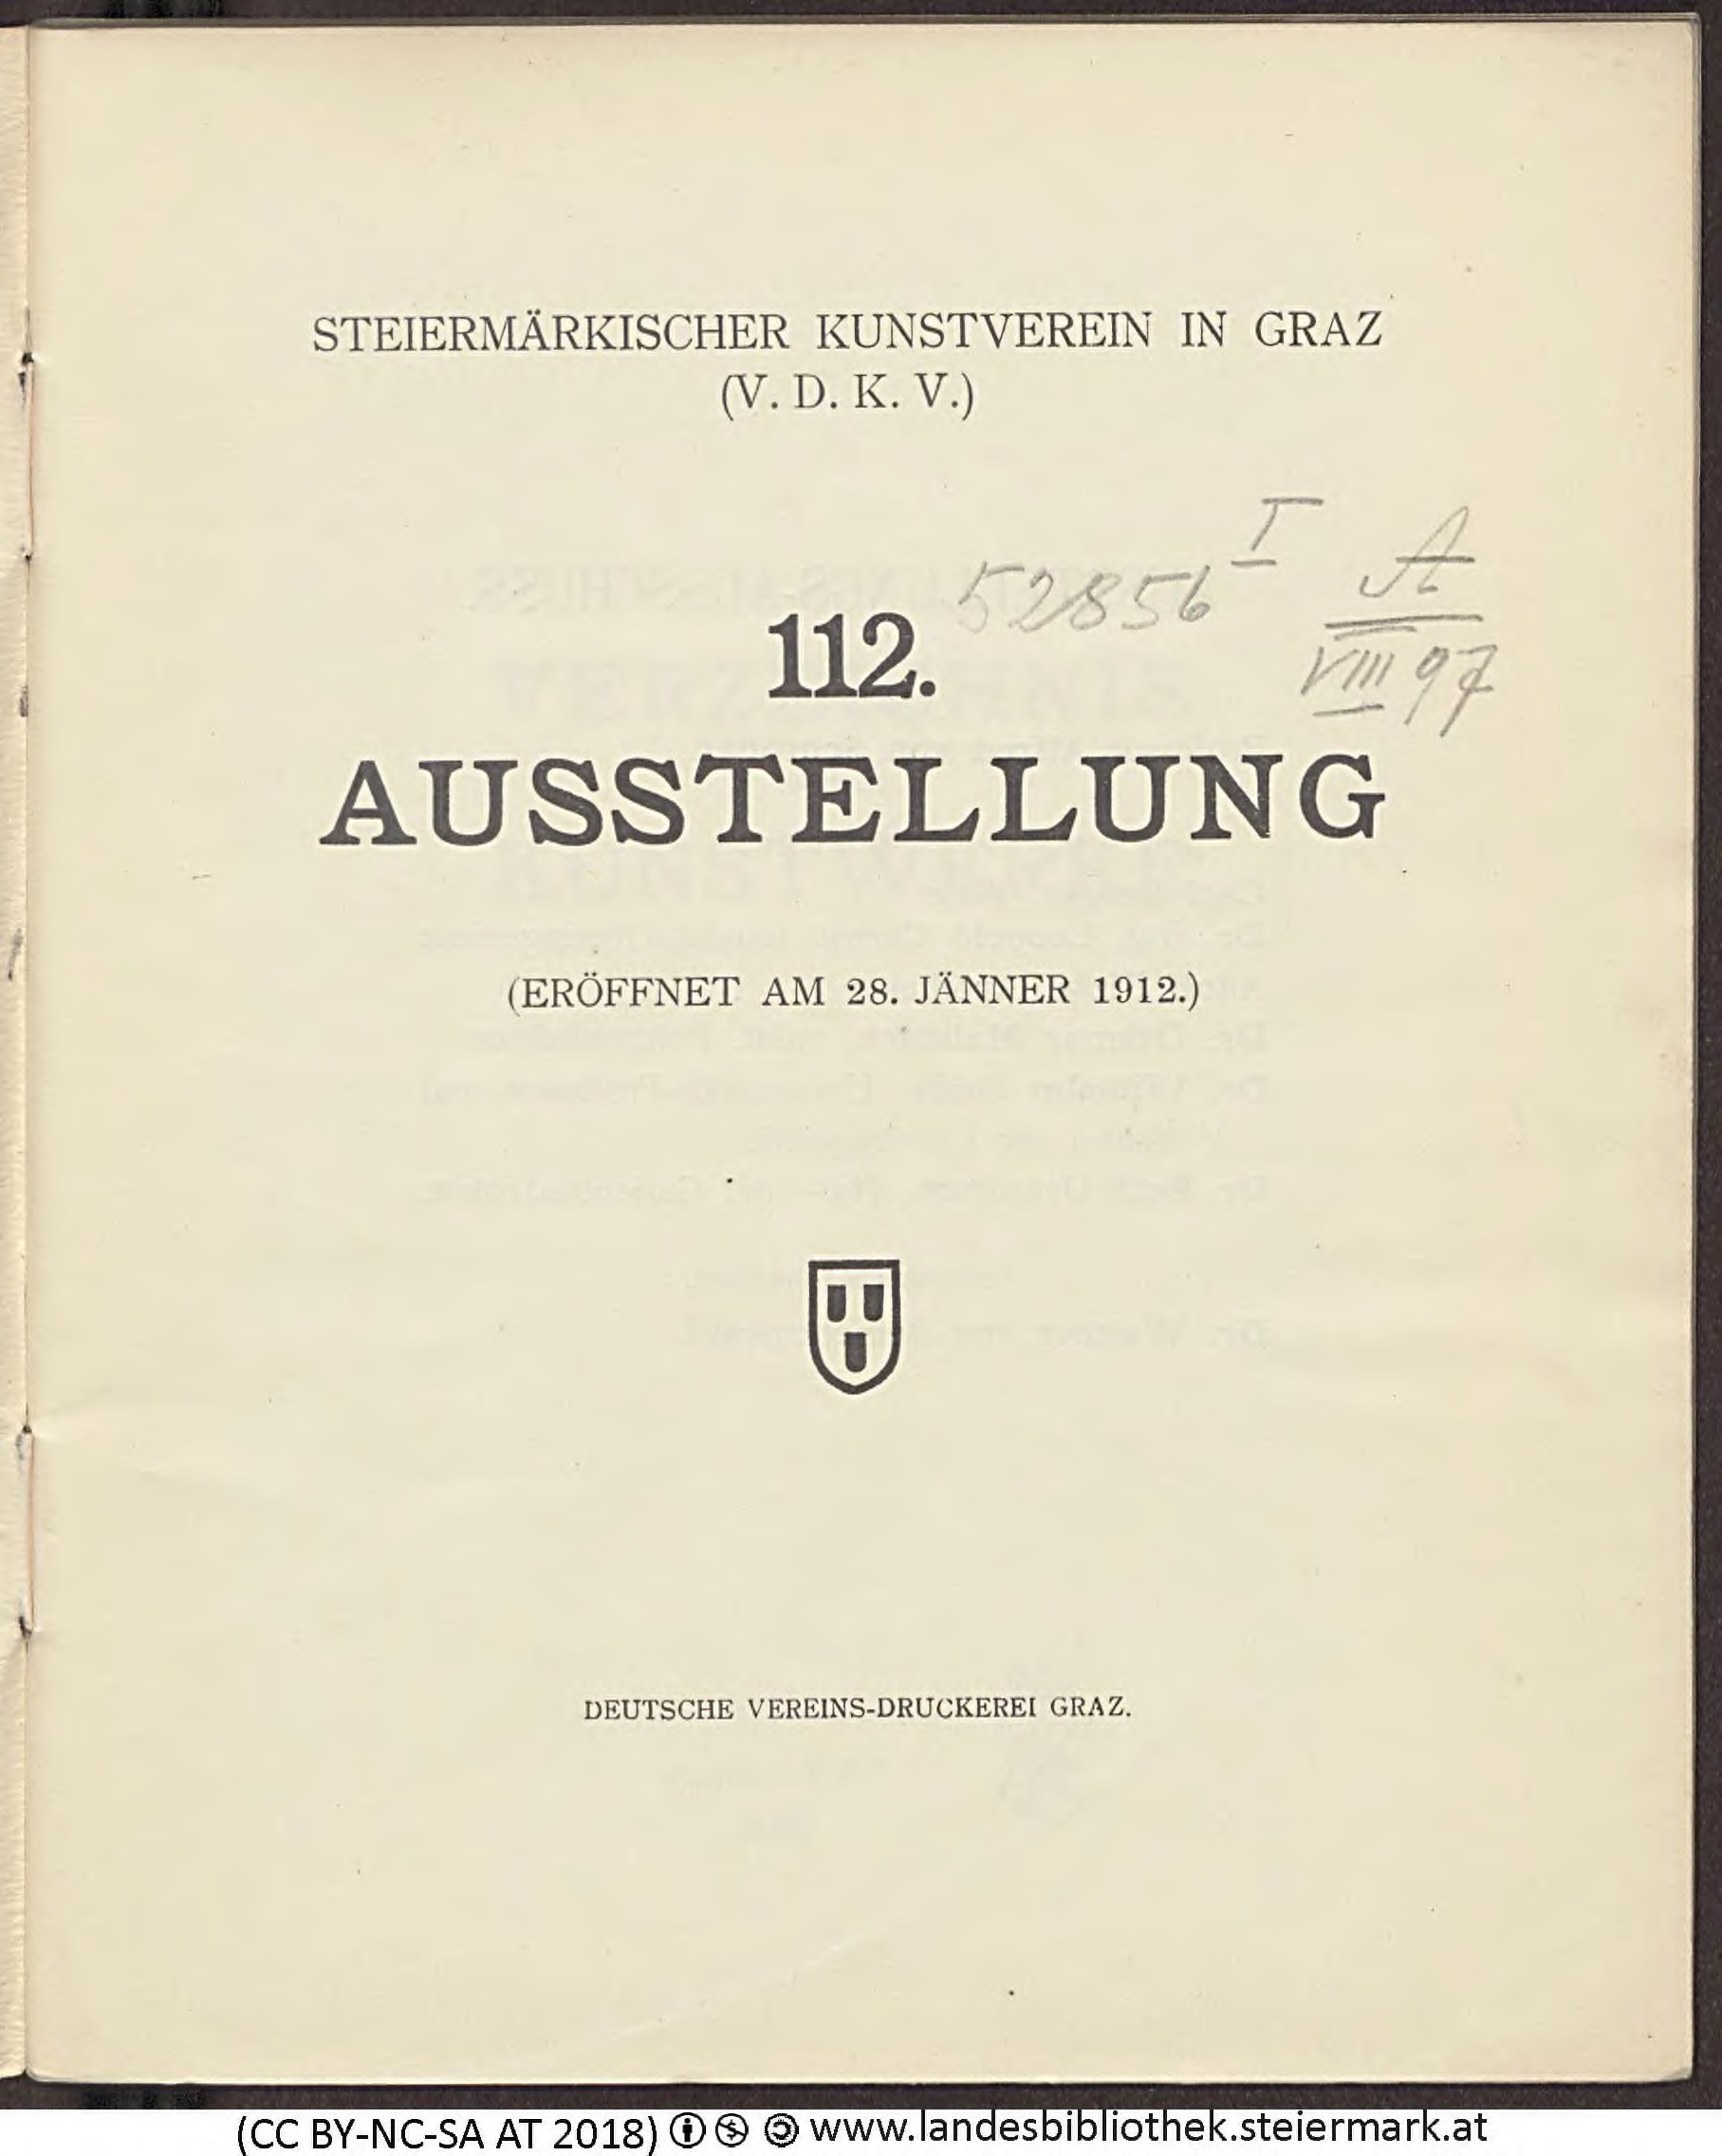 STEIERMÄRKISCHER KUNSTVEREIN IN GRAZ
(V. D. K. V.)
52856 I
A
VIII 97
112.
AUSSTELLUNG
(ERÖFFNET AM 28. JÄNNER 1912.)
DEUTSCHE VEREINS-DRUCKEREI GRAZ.
(CC BY-NC-SA AT 2018) www.landesbibliothek.steiermark.at